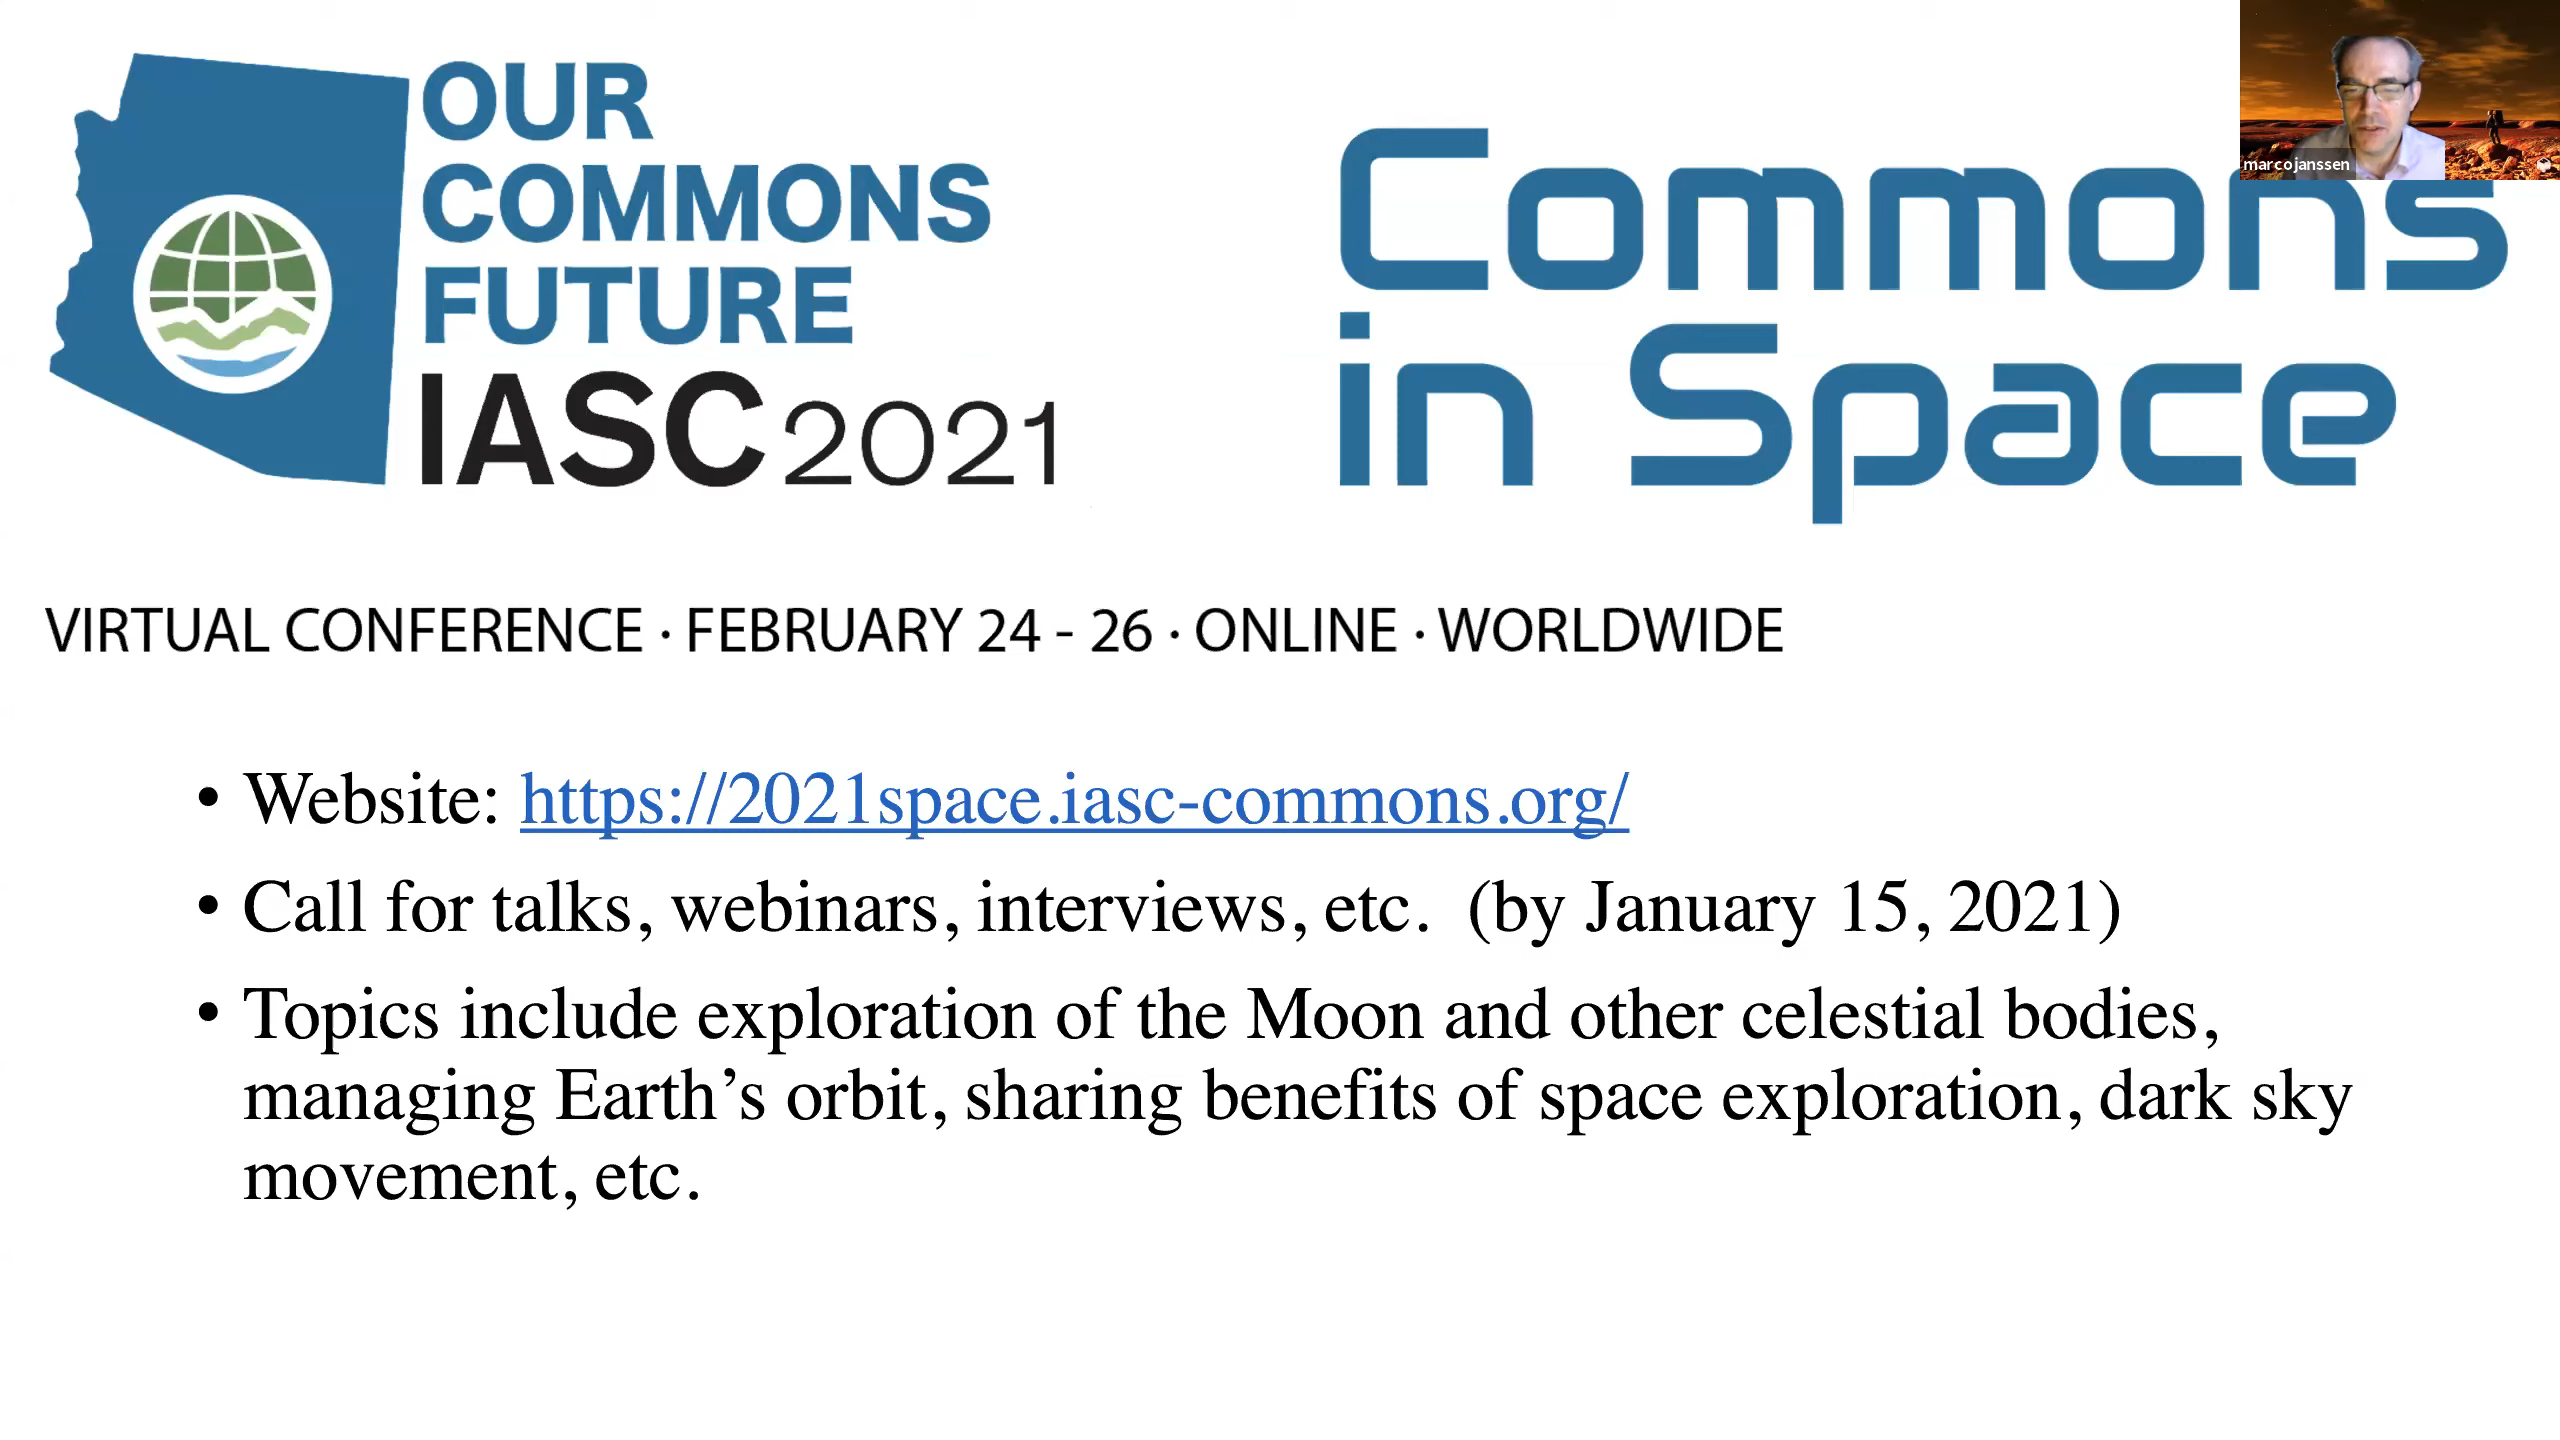 OUR
COMMONS
FUTURE
IASC 2021
Commons
in Space
marcojanssen
VIRTUAL CONFERENCE · FEBRUARY 24 - 26 · ONLINE · WORLDWIDE
• Website: https://2021space.iasc-commons.org/
• Call for talks, webinars, interviews, etc.  (by January 15, 2021)
• Topics include exploration of the Moon and other celestial bodies,
managing Earth’s orbit, sharing benefits of space exploration, dark sky
movement, etc.